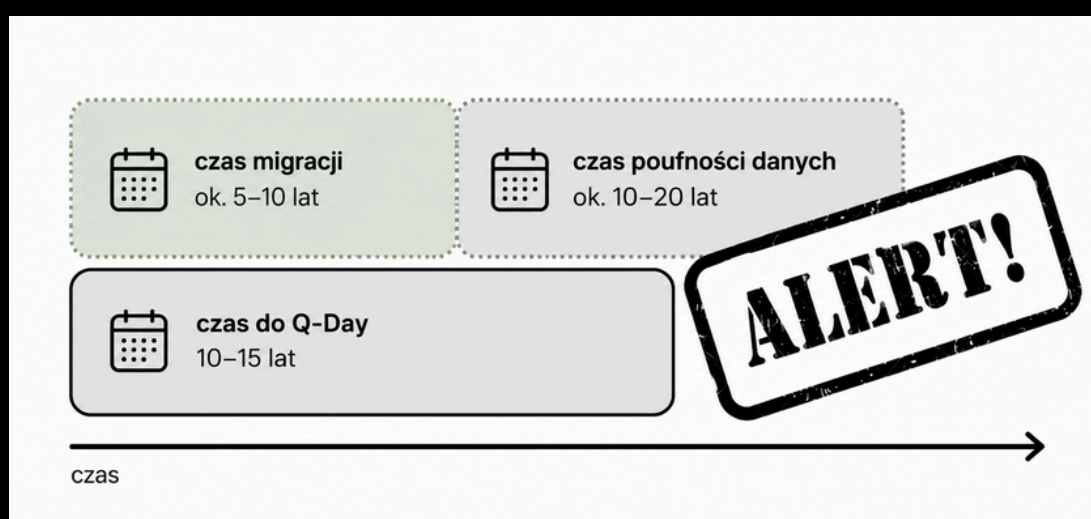 czas migracji
ok. 5–10 lat
czas poufności danych
ok. 10–20 lat
ALERT!
czas do Q-Day
10–15 lat
czas